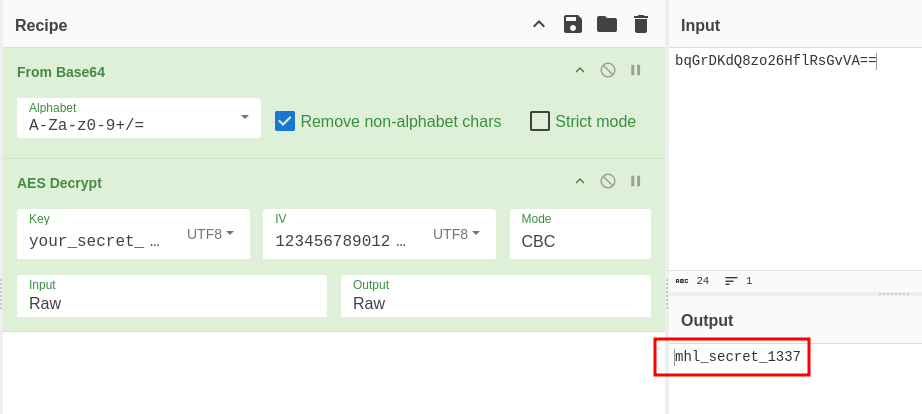 Recipe
From Base64
Alphabet
A-Za-z0-9+/=
Remove non-alphabet chars
Strict mode
AES Decrypt
Key
your_secret_ …
UTF8
IV
123456789012 …
UTF8
Mode
CBC
Input
Raw
Output
Raw
Input
bqGrDKdQ8zo26HflRsGvVA==
ABC 24 1
Output
mhl_secret_1337